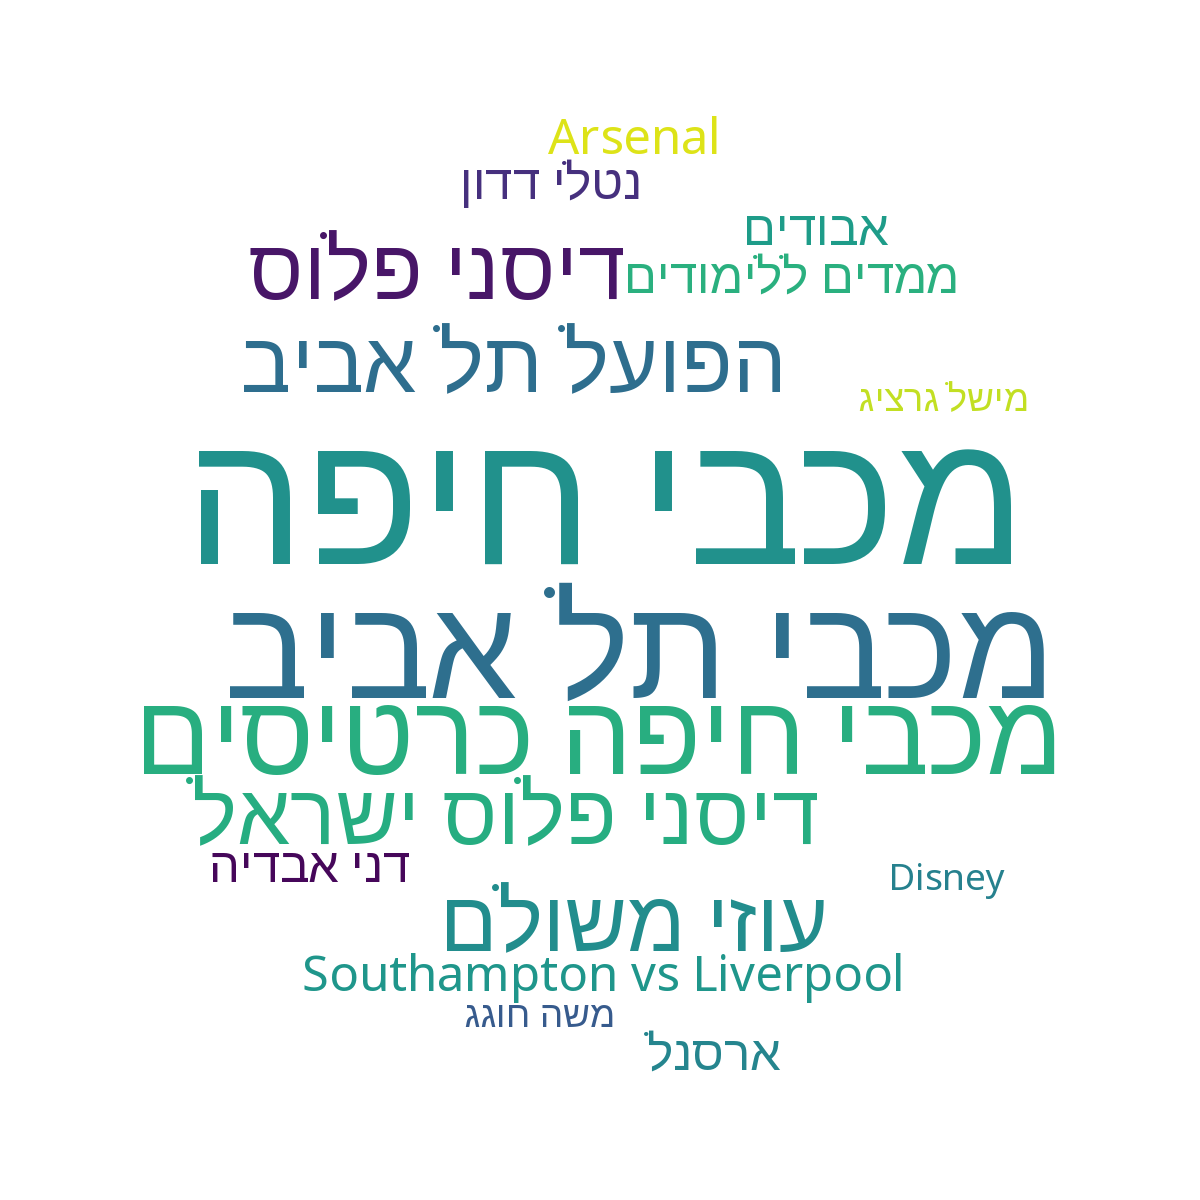 Arsenal
נטלי דדון
אבודים
דיסני פלוס
ממדים ללימודים
הפועל תל אביב
מישל גרציג
מכבי חיפה
מכבי תל אביב
מכבי חיפה כרטיסים
דיסני פלוס ישראל
דני אבדיה
Disney
עוזי משולם
Southampton vs Liverpool
משה חוגג
ארסנל